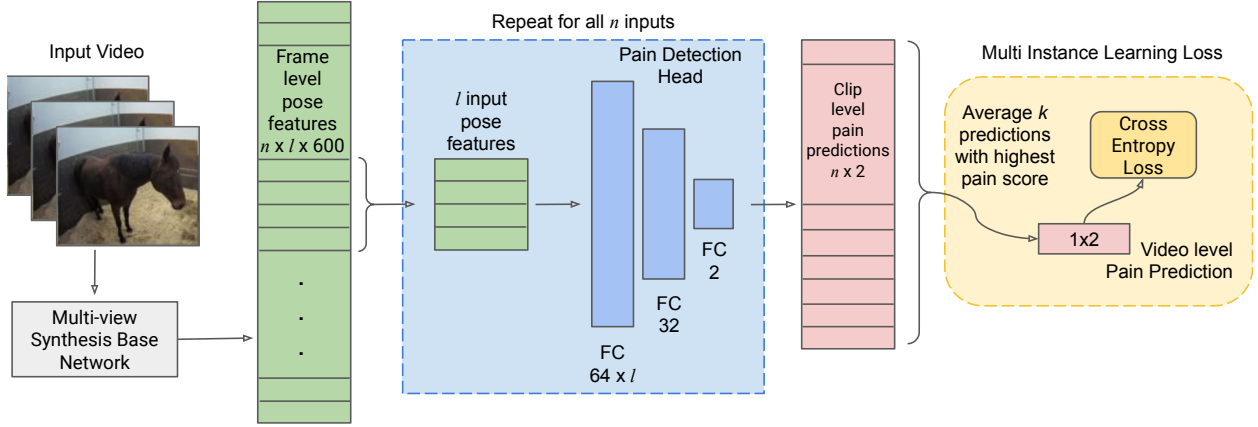 Input Video
Multi-view
Synthesis Base
Network
Frame
level
pose
features
n x l x 600
.
.
.
Repeat for all n inputs
l input
pose
features
Pain Detection
Head
FC
64 x l
FC
32
FC
2
Clip
level
pain
predictions
n x 2
Multi Instance Learning Loss
Average k
predictions
with highest
pain score
Cross
Entropy
Loss
1x2
Video level
Pain Prediction